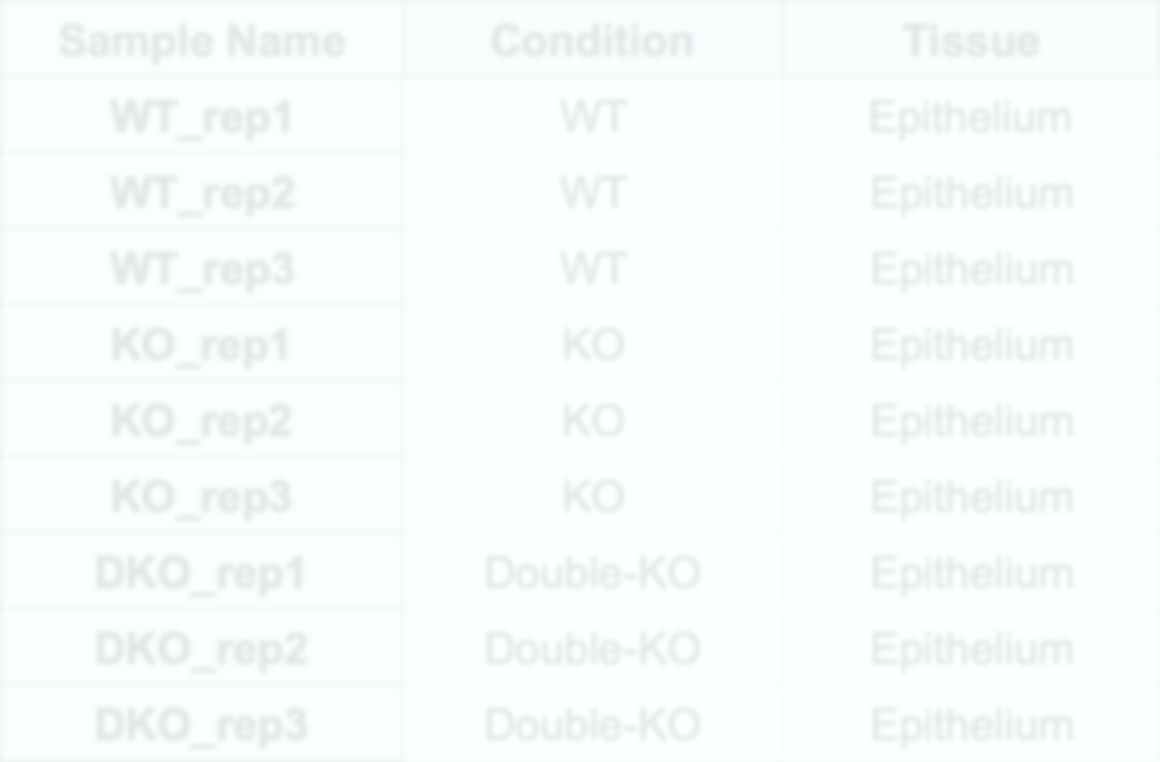 Sample Name Condition Tissue
WT_rep1 WT Epithelium
WT_rep2 WT Epithelium
WT_rep3 WT Epithelium
KO_rep1 KO Epithelium
KO_rep2 KO Epithelium
KO_rep3 KO Epithelium
DKO_rep1 Double-KO Epithelium
DKO_rep2 Double-KO Epithelium
DKO_rep3 Double-KO Epithelium